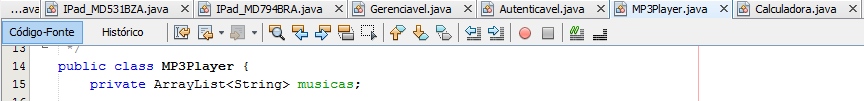 ...ava IPad_MD531BZA.java IPad_MD794BRA.java Gerenciavel.java Autenticavel.java MP3Player.java Calculadora.java
Código-Fonte Histórico
13 */
14 public class MP3Player {
15 private ArrayList<String> musicas;